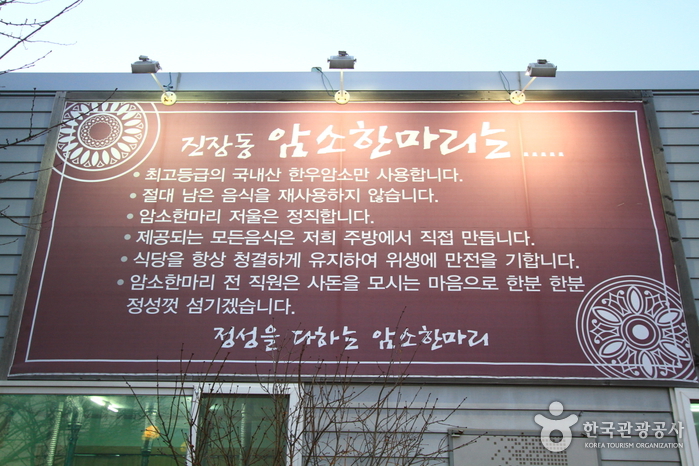 진장동 암소한마리는.....
• 최고등급의 국내산 한우암소만 사용합니다.
• 절대 남은 음식을 재사용하지 않습니다.
• 암소한마리 저울은 정직합니다.
• 제공되는 모든음식은 저희 주방에서 직접 만듭니다.
• 식당을 항상 청결하게 유지하여 위생에 만전을 기합니다.
• 암소한마리 전 직원은 사돈을 모시는 마음으로 한분 한분
정성껏 섬기겠습니다.
정성을 다하는 암소한마리
한국관광공사
KOREA TOURISM ORGANIZATION